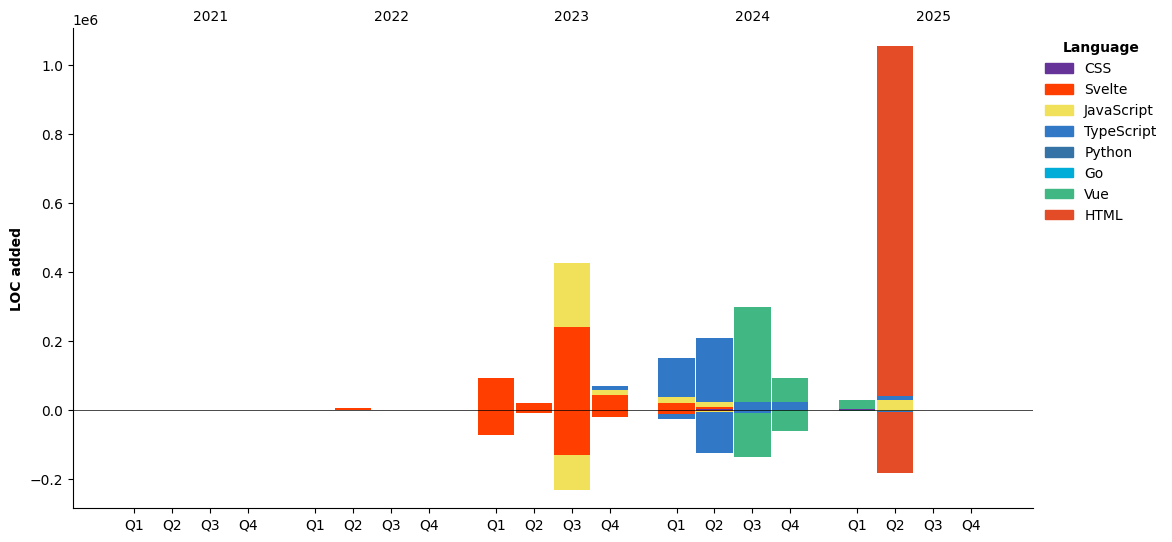 1e6
2021 2022 2023 2024 2025
Language
CSS
Svelte
JavaScript
TypeScript
Python
Go
Vue
HTML
LOC added
1.0
0.8
0.6
0.4
0.2
0.0
−0.2
Q1 Q2 Q3 Q4 Q1 Q2 Q3 Q4 Q1 Q2 Q3 Q4 Q1 Q2 Q3 Q4 Q1 Q2 Q3 Q4